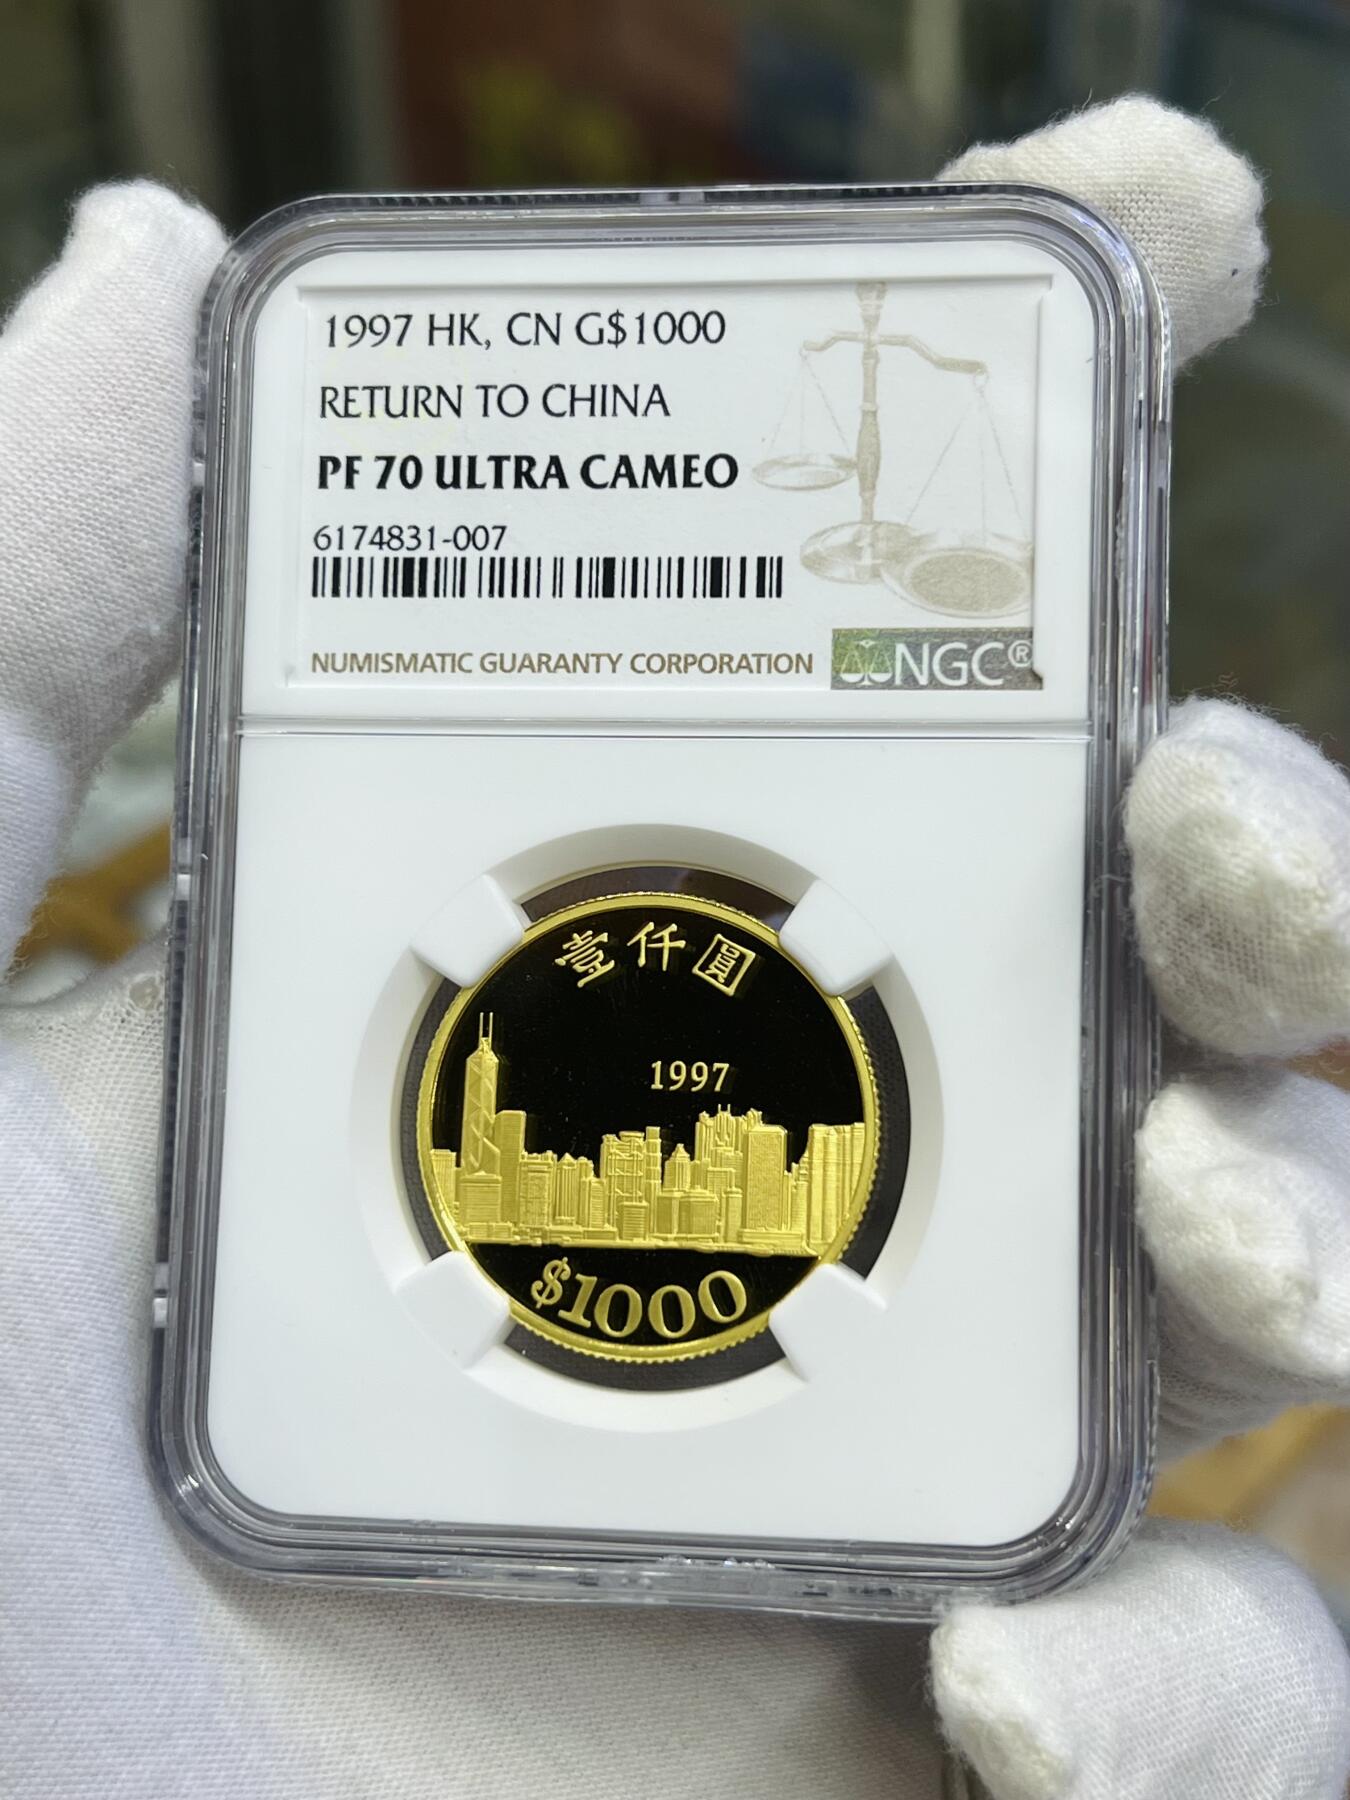 1997 HK, CN G$1000
RETURN TO CHINA
PF 70 ULTRA CAMEO
6174831-007
NUMISMATIC GUARANTY CORPORATION
NGC®
壹仟圓
1997
$1000